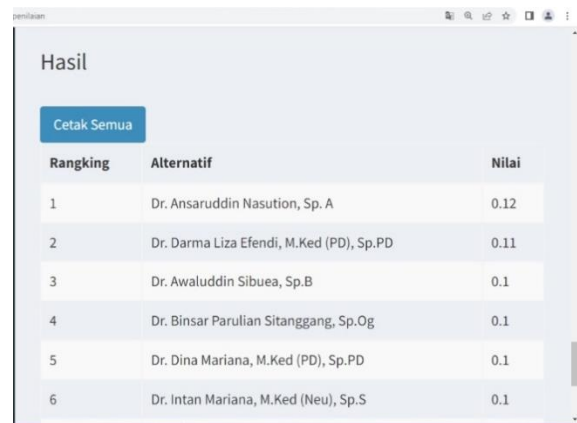 penilaian
Hasil
Cetak Semua
Rangking Alternatif Nilai
1 Dr. Ansaruddin Nasution, Sp. A 0.12
2 Dr. Darma Liza Efendi, M.Ked (PD), Sp.PD 0.11
3 Dr. Awaluddin Sibuea, Sp.B 0.1
4 Dr. Binsar Parulian Sitanggang, Sp.Og 0.1
5 Dr. Dina Mariana, M.Ked (PD), Sp.PD 0.1
6 Dr. Intan Mariana, M.Ked (Neu), Sp.S 0.1